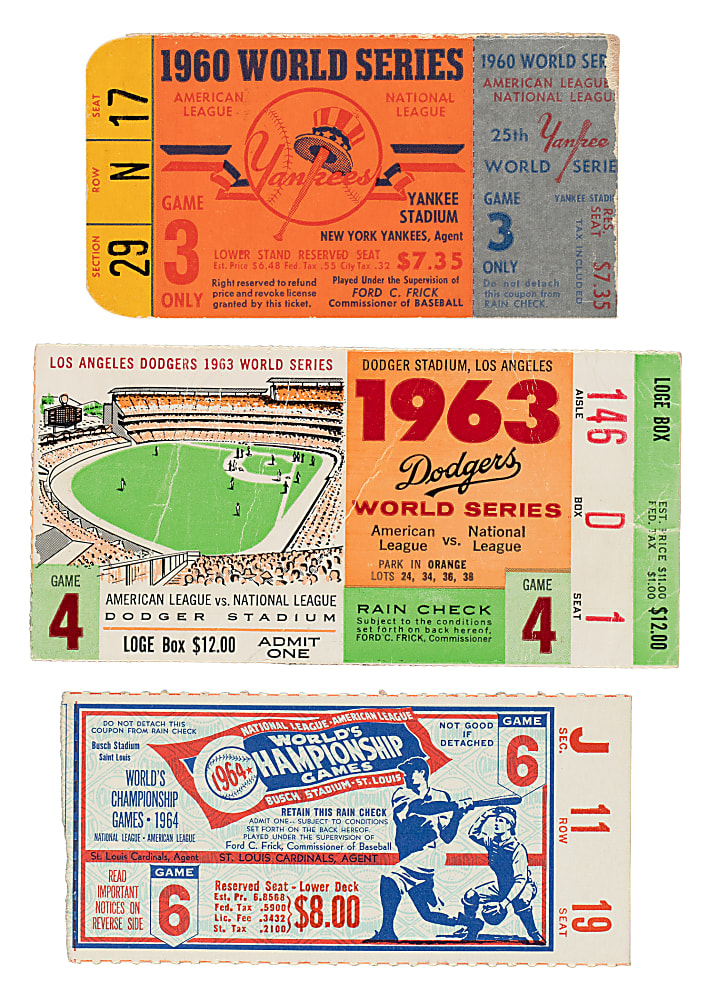 1960 WORLD SERIES
AMERICAN LEAGUE
NATIONAL LEAGUE
Yankees
YANKEE
STADIUM
NEW YORK YANKEES, Agent
GAME
3
ONLY
LOWER STAND RESERVED SEAT
Est. Price $6.48 Fed. Tax .55 City Tax .32 $7.35
Right reserved to refund
price and revoke license
granted by this ticket.
Played Under the Supervision of
FORD C. FRICK
Commissioner of BASEBALL
SEAT 17
ROW N
SECTION 29
1960 WORLD SER
AMERICAN LEAGUE
NATIONAL LEAGU
25th Yankee
WORLD SERIE
GAME
3
ONLY
YANKEE STADI
Do not detach
this coupon from
RAIN CHECK.
RES.
SEAT $7.35
TAX INCLUDED
LOS ANGELES DODGERS 1963 WORLD SERIES
GAME
4
AMERICAN LEAGUE vs. NATIONAL LEAGUE
DODGER STADIUM
LOGE Box $12.00
ADMIT
ONE
DODGER STADIUM, LOS ANGELES
1963
Dodgers
WORLD SERIES
American League vs. National League
PARK IN ORANGE
LOTS 24, 34, 36, 38
RAIN CHECK
Subject to the conditions
set forth on back hereof.
FORD C. FRICK, Commissioner
GAME
4
AISLE 146
BOX 0
SEAT 1
LOGE BOX
EST. PRICE $11.00
FED. TAX $1.00
$12.00
DO NOT DETACH THIS
COUPON FROM RAIN CHECK
Busch Stadium
Saint Louis
WORLD'S
CHAMPIONSHIP
GAMES • 1964
NATIONAL LEAGUE • AMERICAN LEAGUE
St. Louis Cardinals, Agent
READ
IMPORTANT
NOTICES ON
REVERSE SIDE
GAME
6
NATIONAL LEAGUE-AMERICAN LEAGUE
1964
WORLD'S
CHAMPIONSHIP
GAMES
BUSCH STADIUM-ST. LOUIS
NOT GOOD
IF
DETACHED
GAME
6
RETAIN THIS RAIN CHECK
ADMIT ONE - SUBJECT TO CONDITIONS
SET FORTH ON THE BACK HEREOF.
PLAYED UNDER THE SUPERVISION OF
Ford C. Frick, Commissioner of Baseball
ST. LOUIS CARDINALS, AGENT
Reserved Seat - Lower Deck
Est. Pr. 6.8568
Fed. Tax .5900
Lic. Fee .3432
St. Tax .2100
$8.00
SEC. J
ROW 11
SEAT 19